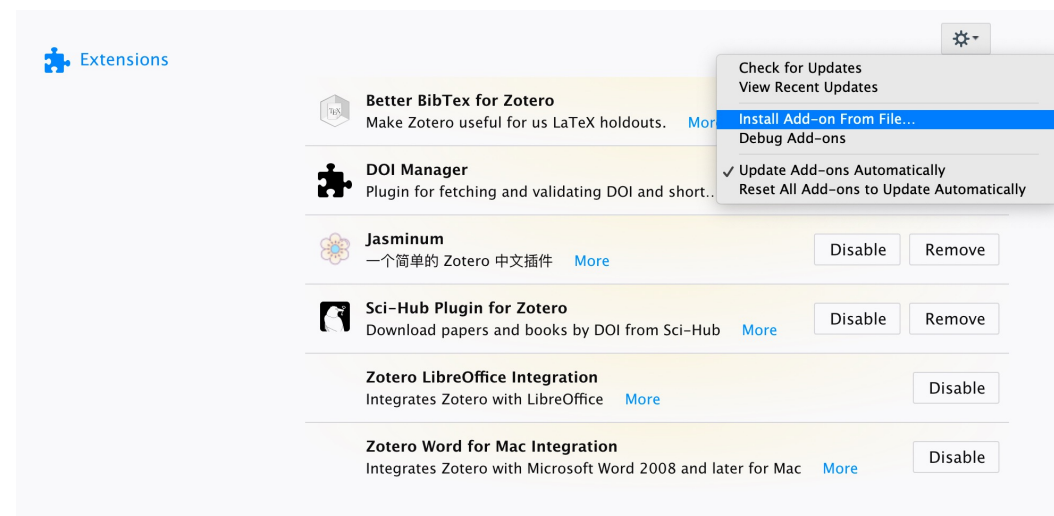 Extensions
Check for Updates
View Recent Updates
Install Add-on From File...
Debug Add-ons
✓ Update Add-ons Automatically
Reset All Add-ons to Update Automatically
Better BibTex for Zotero
Make Zotero useful for us LaTeX holdouts. Mor
DOI Manager
Plugin for fetching and validating DOI and short...
Jasminum
一个简单的 Zotero 中文插件 More
Disable Remove
Sci-Hub Plugin for Zotero
Download papers and books by DOI from Sci-Hub More
Disable Remove
Zotero LibreOffice Integration
Integrates Zotero with LibreOffice More
Disable
Zotero Word for Mac Integration
Integrates Zotero with Microsoft Word 2008 and later for Mac More
Disable